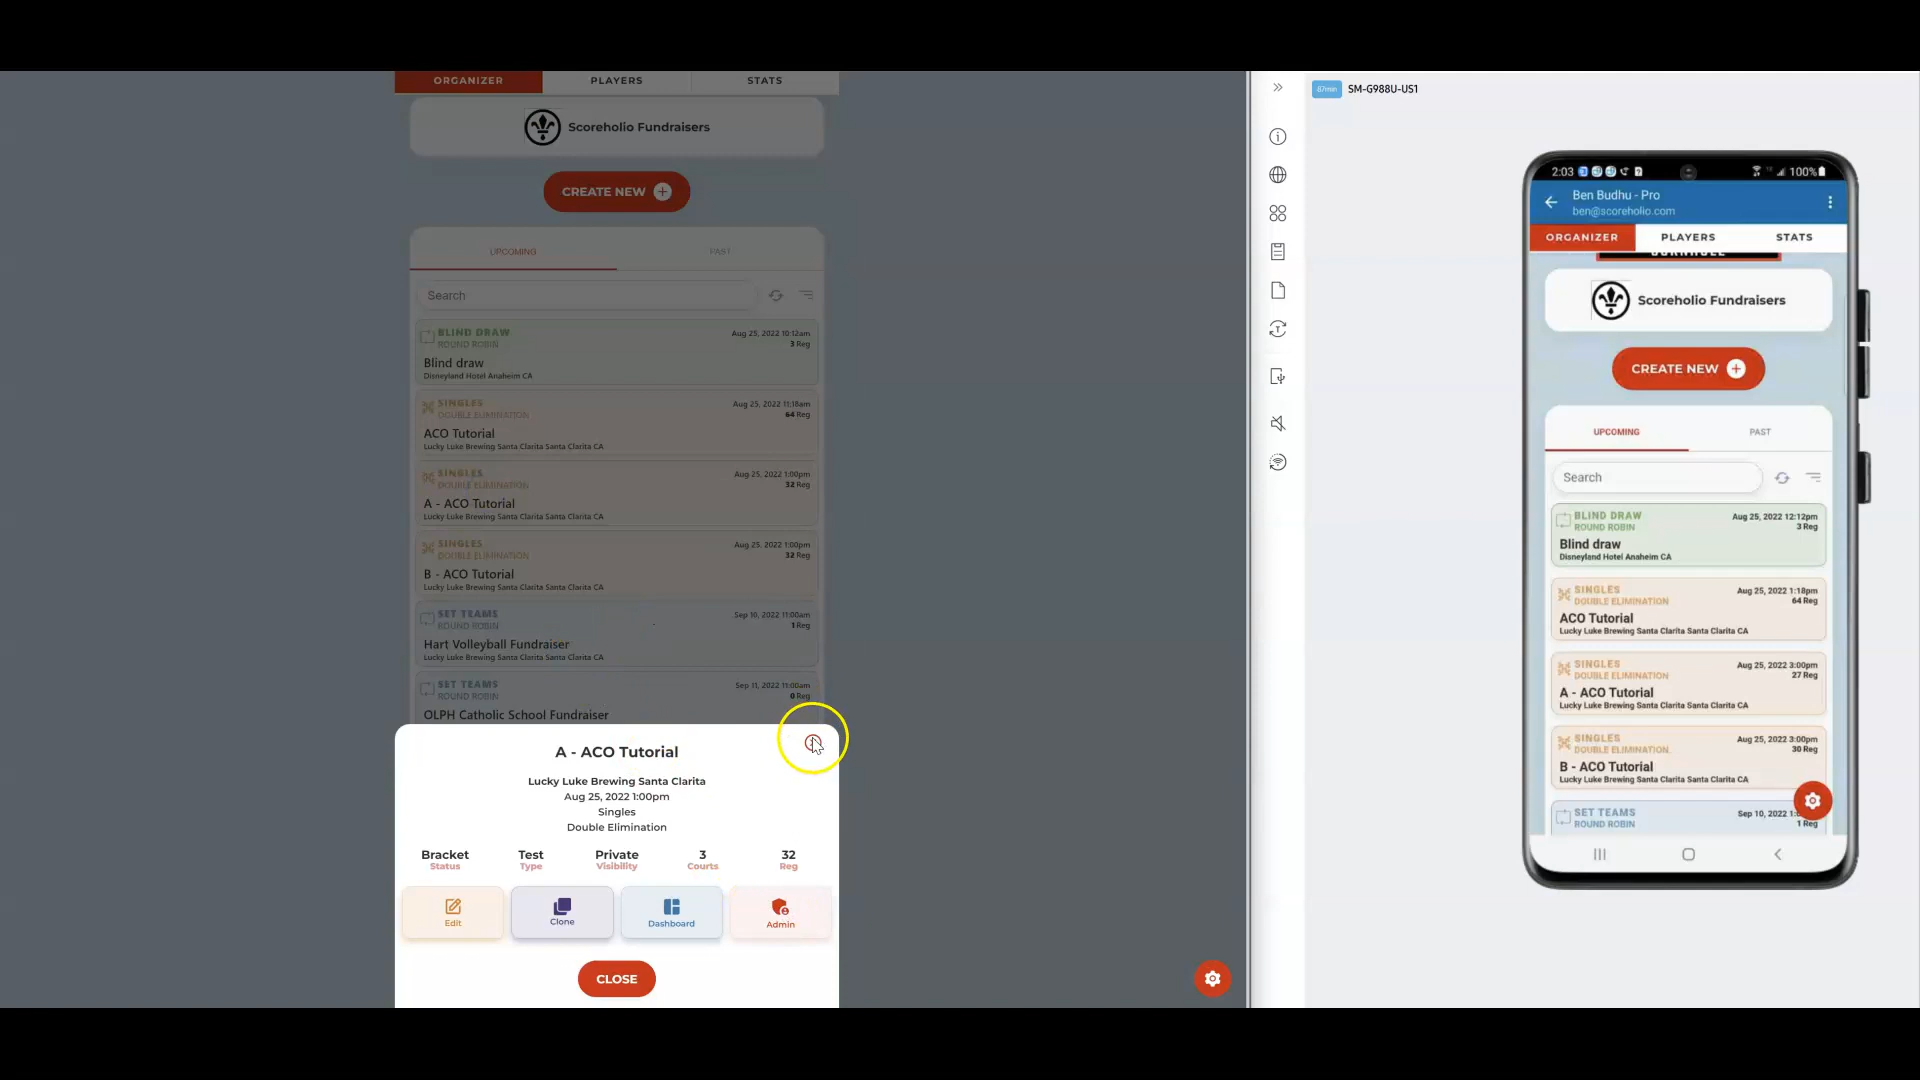 ORGANIZER
PLAYERS
STATS
Scoreholio Fundraisers
CREATE NEW
UPCOMING
PAST
Search
BLIND DRAW
ROUND ROBIN
Aug 25, 2022 10:12am
3 Reg
Blind draw
Disneyland Hotel Anaheim CA
SINGLES
DOUBLE ELIMINATION
Aug 25, 2022 11:18am
64 Reg
ACO Tutorial
Lucky Luke Brewing Santa Clarita Santa Clarita CA
SINGLES
DOUBLE ELIMINATION
Aug 25, 2022 1:00pm
32 Reg
A - ACO Tutorial
Lucky Luke Brewing Santa Clarita Santa Clarita CA
SINGLES
DOUBLE ELIMINATION
Aug 25, 2022 1:00pm
32 Reg
B - ACO Tutorial
Lucky Luke Brewing Santa Clarita Santa Clarita CA
SET TEAMS
ROUND ROBIN
Sep 10, 2022 11:00am
1 Reg
Hart Volleyball Fundraiser
Lucky Luke Brewing Santa Clarita Santa Clarita CA
SET TEAMS
ROUND ROBIN
Sep 11, 2022 11:00am
0 Reg
OLPH Catholic School Fundraiser
A - ACO Tutorial
Lucky Luke Brewing Santa Clarita
Aug 25, 2022 1:00pm
Singles
Double Elimination
Bracket
Status
Test
Type
Private
Visibility
3
Courts
32
Reg
Edit
Clone
Dashboard
Admin
CLOSE
87min
SM-G988U-US1
2:03
100%
Ben Budhu - Pro
ben@scoreholio.com
ORGANIZER
PLAYERS
STATS
Scoreholio Fundraisers
CREATE NEW
UPCOMING
PAST
Search
BLIND DRAW
ROUND ROBIN
Aug 25, 2022 12:12pm
3 Reg
Blind draw
Disneyland Hotel Anaheim CA
SINGLES
DOUBLE ELIMINATION
Aug 25, 2022 1:18pm
64 Reg
ACO Tutorial
Lucky Luke Brewing Santa Clarita Santa Clarita CA
SINGLES
DOUBLE ELIMINATION
Aug 25, 2022 3:00pm
27 Reg
A - ACO Tutorial
Lucky Luke Brewing Santa Clarita Santa Clarita CA
SINGLES
DOUBLE ELIMINATION
Aug 25, 2022 3:00pm
30 Reg
B - ACO Tutorial
Lucky Luke Brewing Santa Clarita Santa Clarita CA
SET TEAMS
ROUND ROBIN
Sep 10, 2022
1 Reg